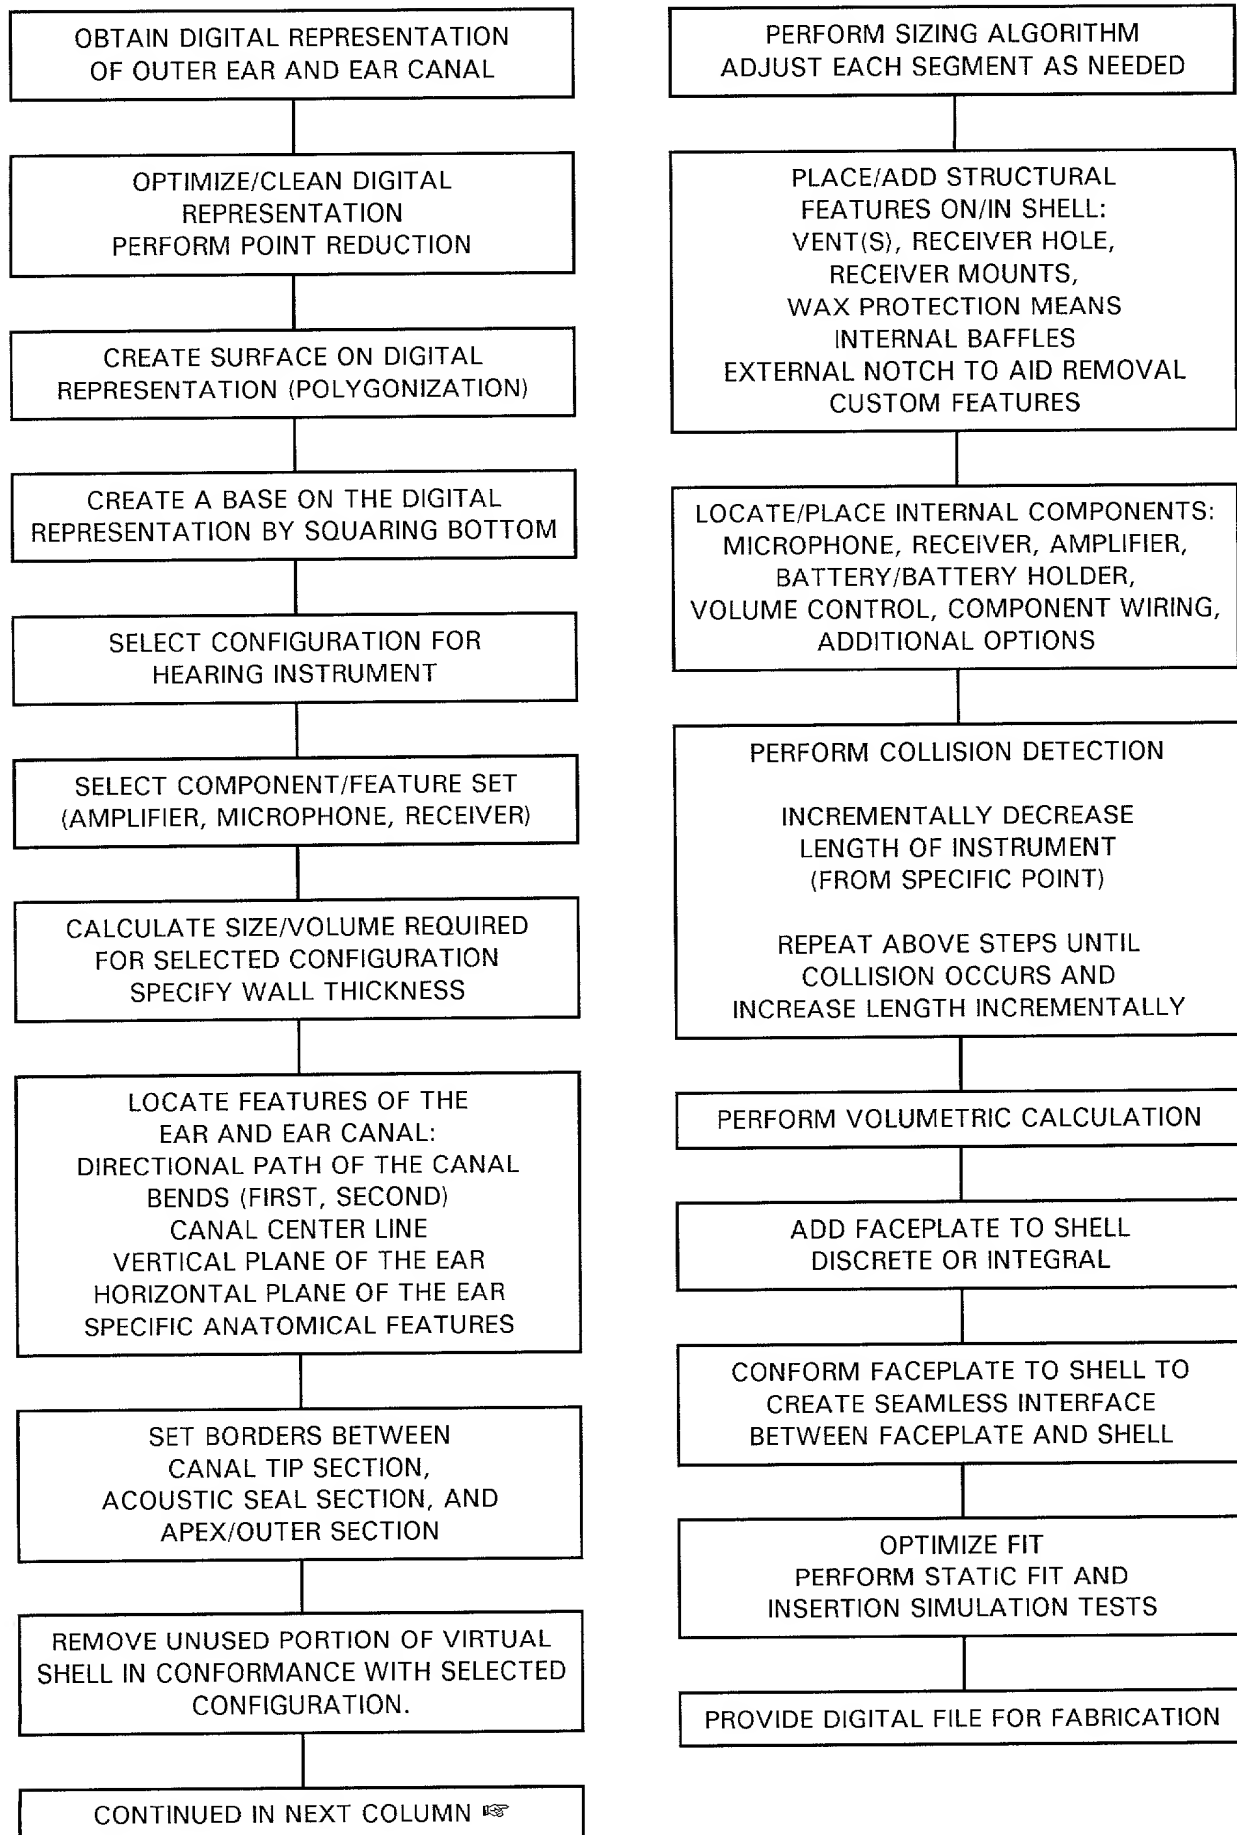 OBTAIN DIGITAL REPRESENTATION
OF OUTER EAR AND EAR CANAL
OPTIMIZE/CLEAN DIGITAL
REPRESENTATION
PERFORM POINT REDUCTION
CREATE SURFACE ON DIGITAL
REPRESENTATION (POLYGONIZATION)
CREATE A BASE ON THE DIGITAL
REPRESENTATION BY SQUARING BOTTOM
SELECT CONFIGURATION FOR
HEARING INSTRUMENT
SELECT COMPONENT/FEATURE SET
(AMPLIFIER, MICROPHONE, RECEIVER)
CALCULATE SIZE/VOLUME REQUIRED
FOR SELECTED CONFIGURATION
SPECIFY WALL THICKNESS
LOCATE FEATURES OF THE
EAR AND EAR CANAL:
DIRECTIONAL PATH OF THE CANAL
BENDS (FIRST, SECOND)
CANAL CENTER LINE
VERTICAL PLANE OF THE EAR
HORIZONTAL PLANE OF THE EAR
SPECIFIC ANATOMICAL FEATURES
SET BORDERS BETWEEN
CANAL TIP SECTION,
ACOUSTIC SEAL SECTION, AND
APEX/OUTER SECTION
REMOVE UNUSED PORTION OF VIRTUAL
SHELL IN CONFORMANCE WITH SELECTED
CONFIGURATION.
CONTINUED IN NEXT COLUMN ☞
PERFORM SIZING ALGORITHM
ADJUST EACH SEGMENT AS NEEDED
PLACE/ADD STRUCTURAL
FEATURES ON/IN SHELL:
VENT(S), RECEIVER HOLE,
RECEIVER MOUNTS,
WAX PROTECTION MEANS
INTERNAL BAFFLES
EXTERNAL NOTCH TO AID REMOVAL
CUSTOM FEATURES
LOCATE/PLACE INTERNAL COMPONENTS:
MICROPHONE, RECEIVER, AMPLIFIER,
BATTERY/BATTERY HOLDER,
VOLUME CONTROL, COMPONENT WIRING,
ADDITIONAL OPTIONS
PERFORM COLLISION DETECTION
INCREMENTALLY DECREASE
LENGTH OF INSTRUMENT
(FROM SPECIFIC POINT)
REPEAT ABOVE STEPS UNTIL
COLLISION OCCURS AND
INCREASE LENGTH INCREMENTALLY
PERFORM VOLUMETRIC CALCULATION
ADD FACEPLATE TO SHELL
DISCRETE OR INTEGRAL
CONFORM FACEPLATE TO SHELL TO
CREATE SEAMLESS INTERFACE
BETWEEN FACEPLATE AND SHELL
OPTIMIZE FIT
PERFORM STATIC FIT AND
INSERTION SIMULATION TESTS
PROVIDE DIGITAL FILE FOR FABRICATION